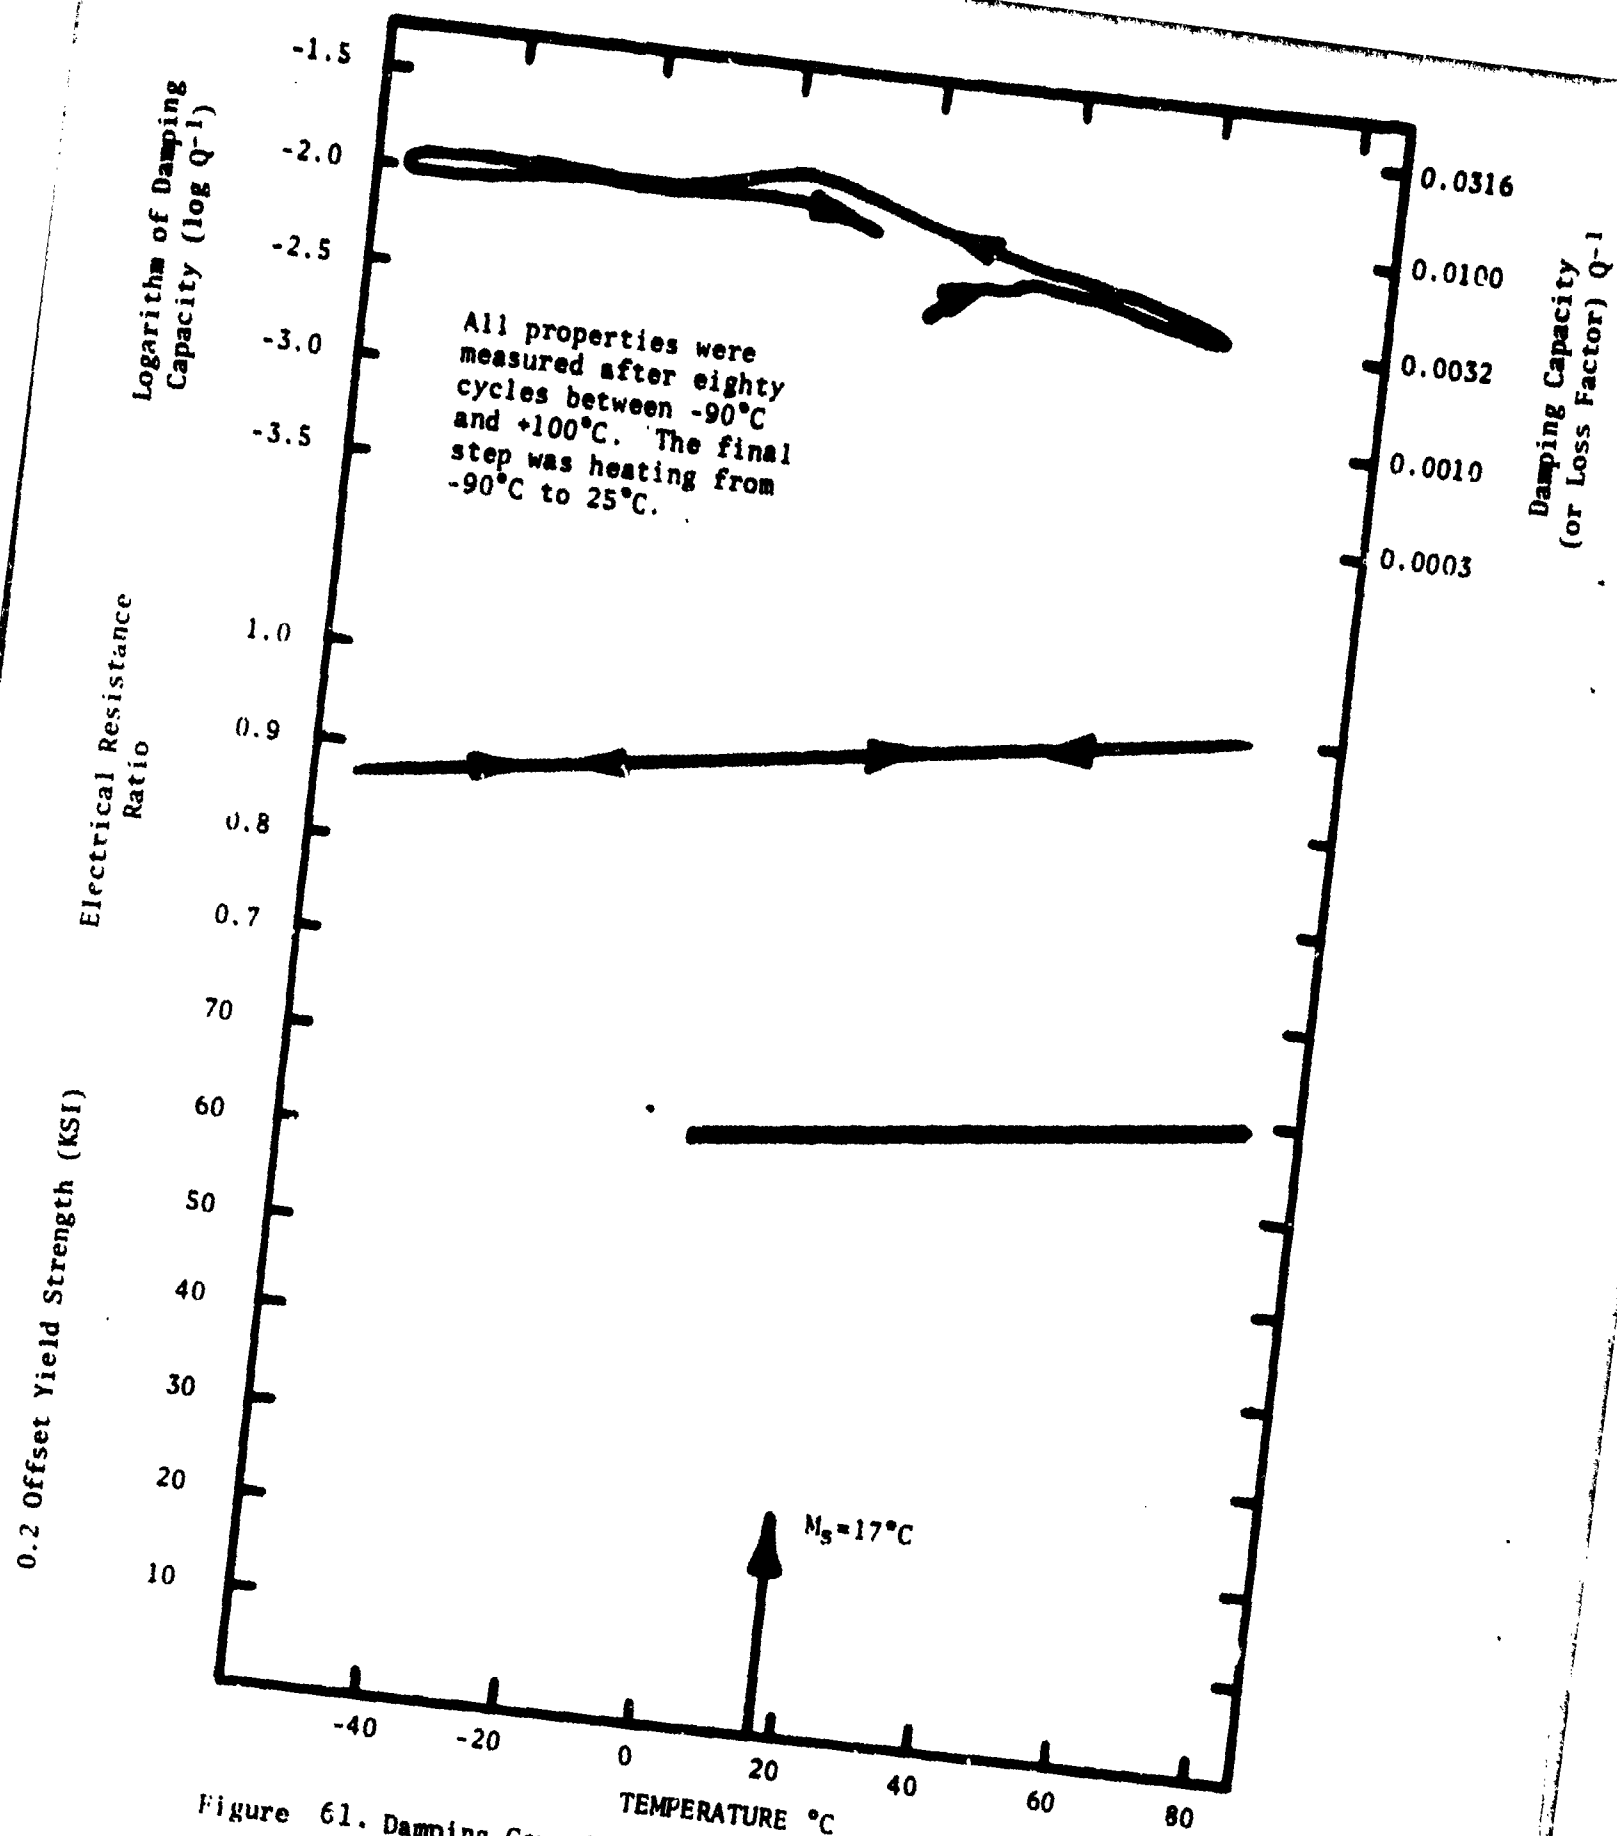 -1.5
-2.0
-2.5
-3.0
-3.5
Logarithm of Damping
Capacity (log Q⁻¹)
0.0316
0.0100
0.0032
0.0010
0.0003
Damping Capacity
(or Loss Factor) Q⁻¹
All properties were
measured after eighty
cycles between -90°C
and +100°C. The final
step was heating from
-90°C to 25°C.
1.0
0.9
0.8
0.7
Electrical Resistance
Ratio
70
60
50
40
30
20
10
0.2 Offset Yield Strength (KSI)
Ms=17°C
-40
-20
0
20
40
60
80
TEMPERATURE °C
Figure 61. Damping